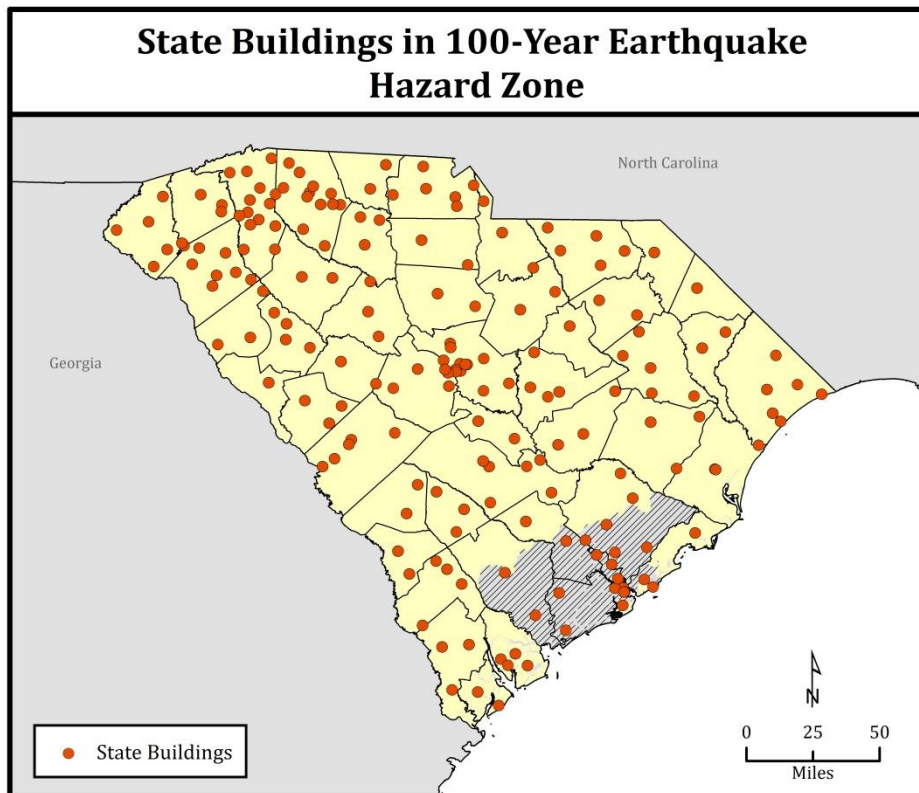 State Buildings in 100-Year Earthquake
Hazard Zone
North Carolina
Georgia
N
State Buildings
0 25 50
Miles